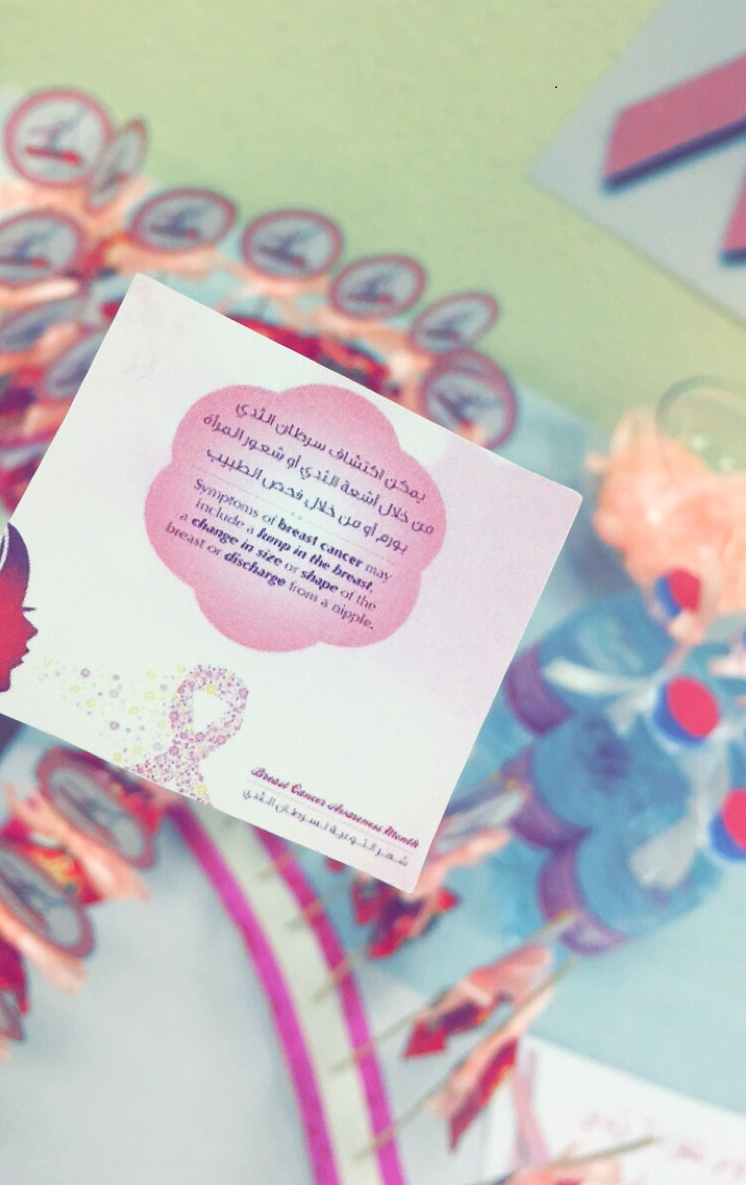 يمكن اكتشاف سرطان الثدي
من خلال أشعة الثدي أو شعور المرأة
بورم أو من خلال فحص الطبيب
Symptoms of breast cancer may
include a lump in the breast,
a change in size or shape of the
breast or discharge from a nipple.
Breast Cancer Awareness Month
شهر التوعية لسرطان الثدي